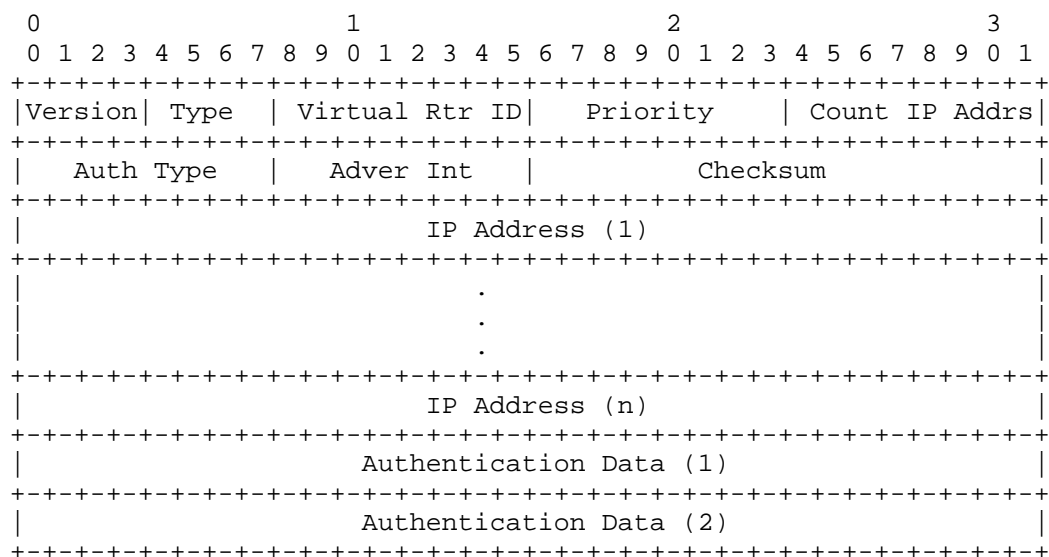 0                   1                   2                   3
 0 1 2 3 4 5 6 7 8 9 0 1 2 3 4 5 6 7 8 9 0 1 2 3 4 5 6 7 8 9 0 1
+-+-+-+-+-+-+-+-+-+-+-+-+-+-+-+-+-+-+-+-+-+-+-+-+-+-+-+-+-+-+-+-+
|Version| Type  | Virtual Rtr ID|   Priority    | Count IP Addrs|
+-+-+-+-+-+-+-+-+-+-+-+-+-+-+-+-+-+-+-+-+-+-+-+-+-+-+-+-+-+-+-+-+
|   Auth Type   |   Adver Int   |          Checksum             |
+-+-+-+-+-+-+-+-+-+-+-+-+-+-+-+-+-+-+-+-+-+-+-+-+-+-+-+-+-+-+-+-+
|                         IP Address (1)                        |
+-+-+-+-+-+-+-+-+-+-+-+-+-+-+-+-+-+-+-+-+-+-+-+-+-+-+-+-+-+-+-+-+
|                            .                                  |
|                            .                                  |
|                            .                                  |
+-+-+-+-+-+-+-+-+-+-+-+-+-+-+-+-+-+-+-+-+-+-+-+-+-+-+-+-+-+-+-+-+
|                         IP Address (n)                        |
+-+-+-+-+-+-+-+-+-+-+-+-+-+-+-+-+-+-+-+-+-+-+-+-+-+-+-+-+-+-+-+-+
|                     Authentication Data (1)                   |
+-+-+-+-+-+-+-+-+-+-+-+-+-+-+-+-+-+-+-+-+-+-+-+-+-+-+-+-+-+-+-+-+
|                     Authentication Data (2)                   |
+-+-+-+-+-+-+-+-+-+-+-+-+-+-+-+-+-+-+-+-+-+-+-+-+-+-+-+-+-+-+-+-+